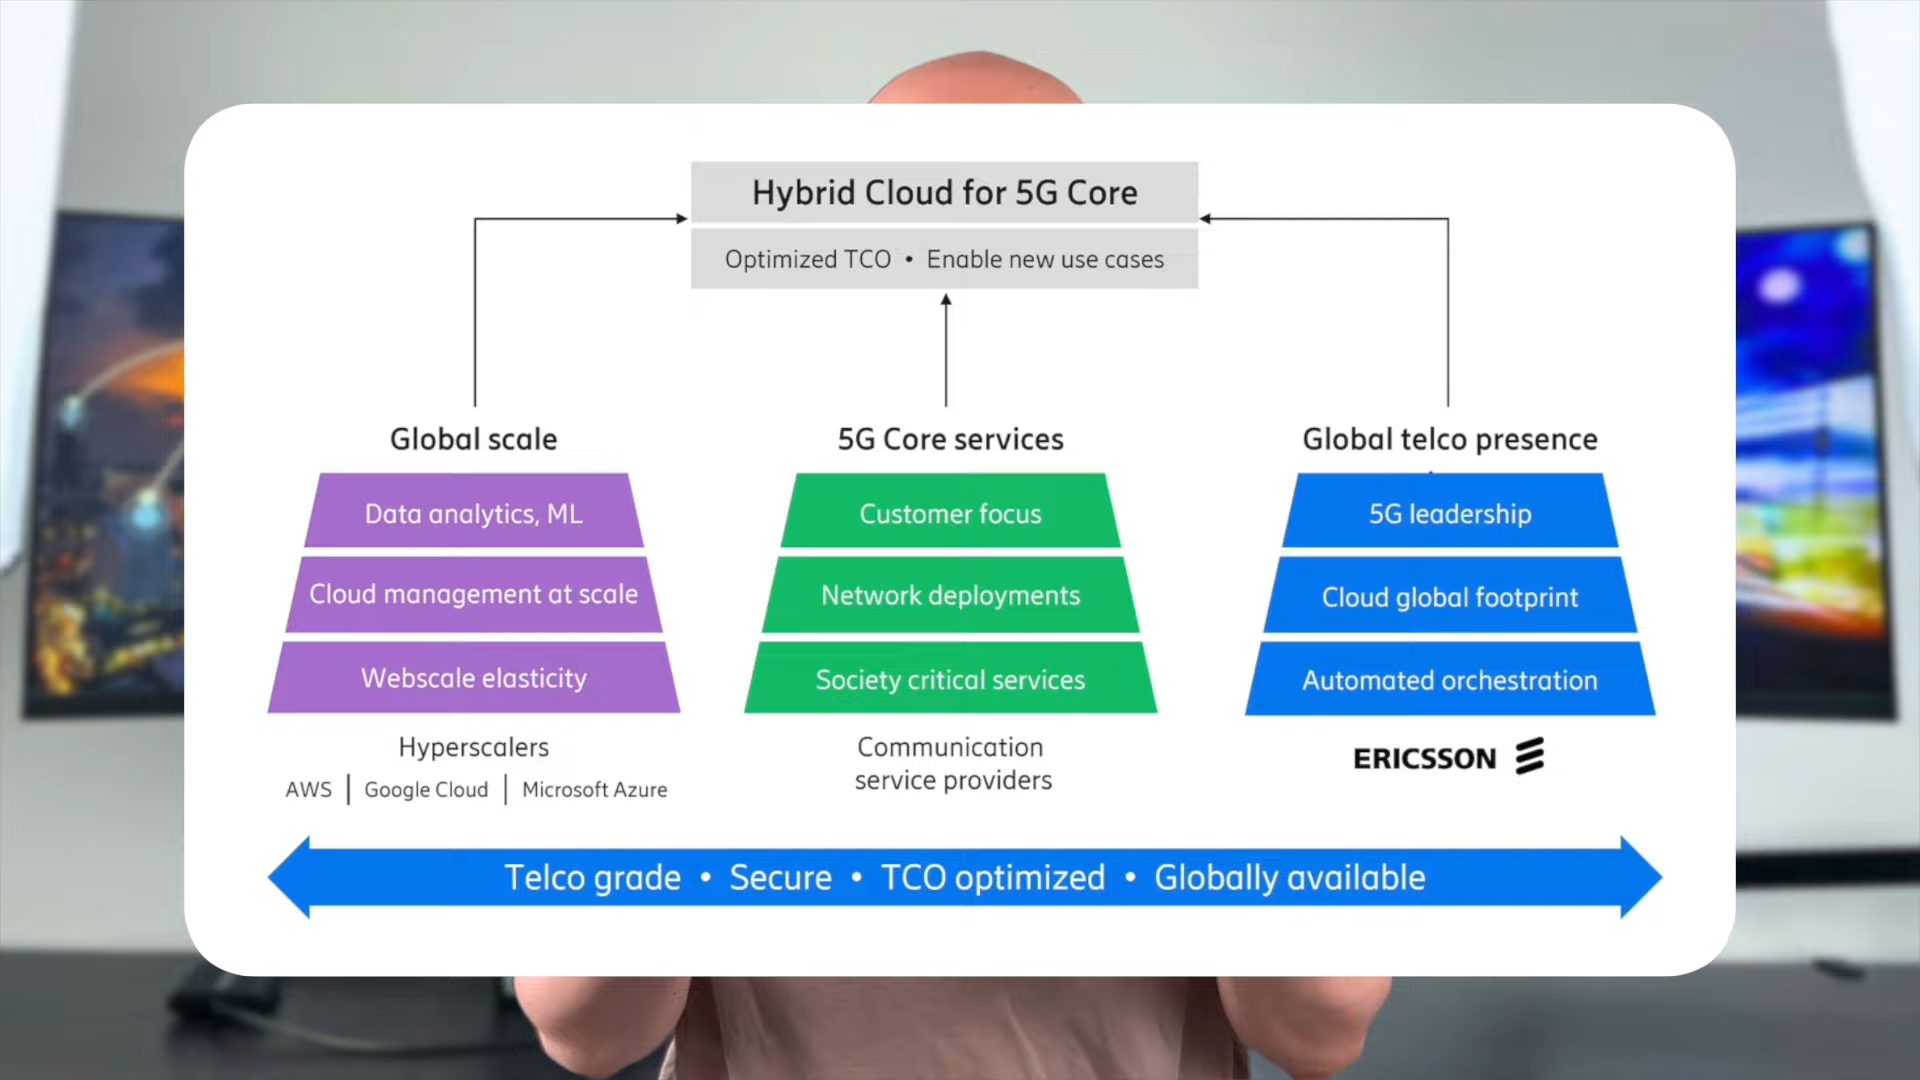 Hybrid Cloud for 5G Core
Optimized TCO • Enable new use cases
Global scale
Data analytics, ML
Cloud management at scale
Webscale elasticity
Hyperscalers
AWS | Google Cloud | Microsoft Azure
5G Core services
Customer focus
Network deployments
Society critical services
Communication
service providers
Global telco presence
5G leadership
Cloud global footprint
Automated orchestration
ERICSSON
Telco grade • Secure • TCO optimized • Globally available